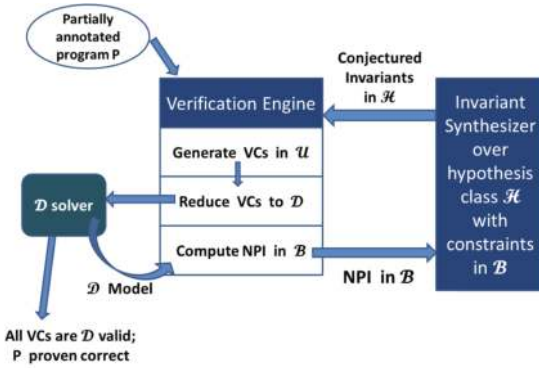 Partially
annotated
program P
Conjectured
Invariants
in ℋ
Verification Engine
Generate VCs in 𝒰
Reduce VCs to 𝒟
Compute NPI in ℬ
𝒟 solver
𝒟 Model
All VCs are 𝒟 valid;
P proven correct
NPI in ℬ
Invariant
Synthesizer
over
hypothesis
class ℋ
with
constraints
in ℬ